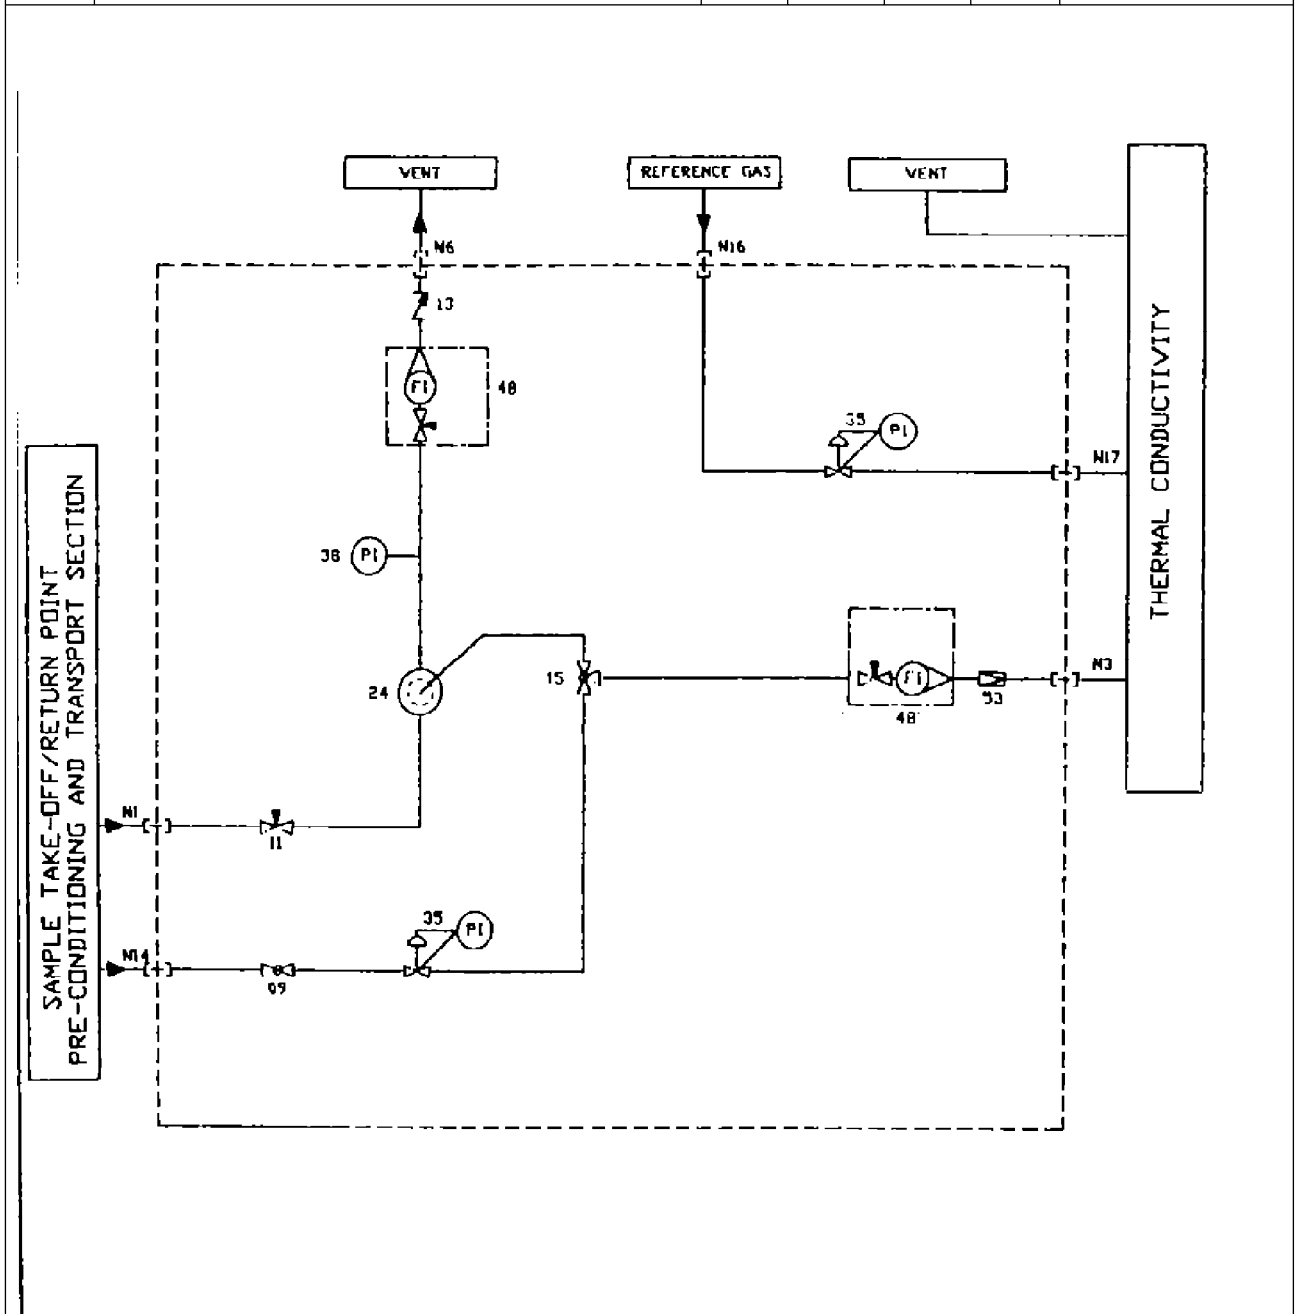 VENT
REFERENCE GAS
VENT
N6
N16
13
FI
48
35
PI
N17
THERMAL CONDUCTIVITY
38
PI
SAMPLE TAKE-OFF/RETURN POINT
PRE-CONDITIONING AND TRANSPORT SECTION
24
15
FI
48
53
N3
N1
11
35
PI
N14
09